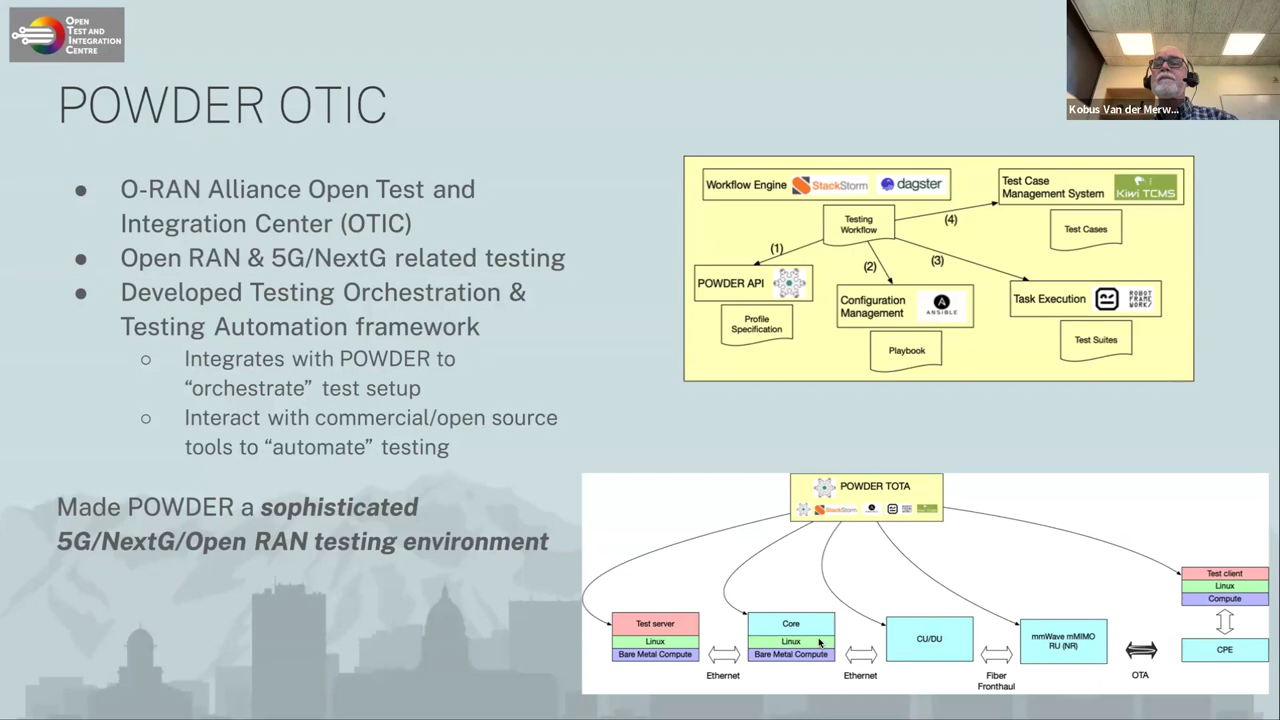 OPEN
TEST AND
INTEGRATION
CENTRE
POWDER OTIC
Kobus Van der Merw...
● O-RAN Alliance Open Test and
Integration Center (OTIC)
● Open RAN & 5G/NextG related testing
● Developed Testing Orchestration &
Testing Automation framework
○ Integrates with POWDER to
“orchestrate” test setup
○ Interact with commercial/open source
tools to “automate” testing
Made POWDER a sophisticated
5G/NextG/Open RAN testing environment
Workflow Engine StackStorm dagster
Test Case
Management System
KIWI TCMS
Testing
Workflow
Test Cases
(1)
(2)
(3)
(4)
POWDER API
Profile
Specification
Configuration
Management
ANSIBLE
Playbook
Task Execution
ROBOT
FRAME
WORK/
Test Suites
POWDER TOTA
StackStorm
Test client
Linux
Compute
Test server
Linux
Bare Metal Compute
Ethernet
Core
Linux
Bare Metal Compute
Ethernet
CU/DU
Fiber
Fronthaul
mmWave mMIMO
RU (NR)
OTA
CPE